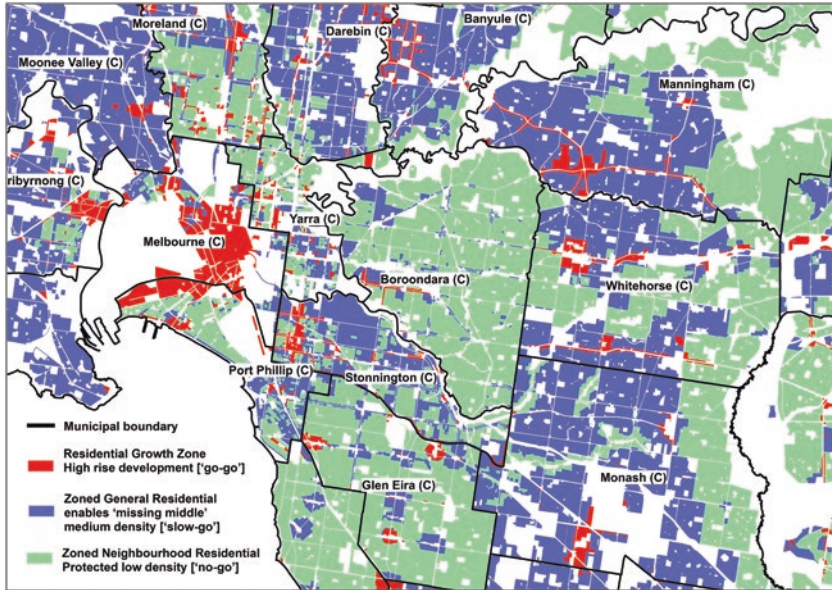 Moreland (C)
Darebin (C)
Banyule (C)
Moonee Valley (C)
Manningham (C)
ribyrnong (C)
Yarra (C)
Melbourne (C)
Boroondara (C)
Whitehorse (C)
Port Phillip (C)
Stonnington (C)
Glen Eira (C)
Monash (C)
Municipal boundary
Residential Growth Zone
High rise development ['go-go']
Zoned General Residential
enables 'missing middle'
medium density ['slow-go']
Zoned Neighbourhood Residential
Protected low density ['no-go']